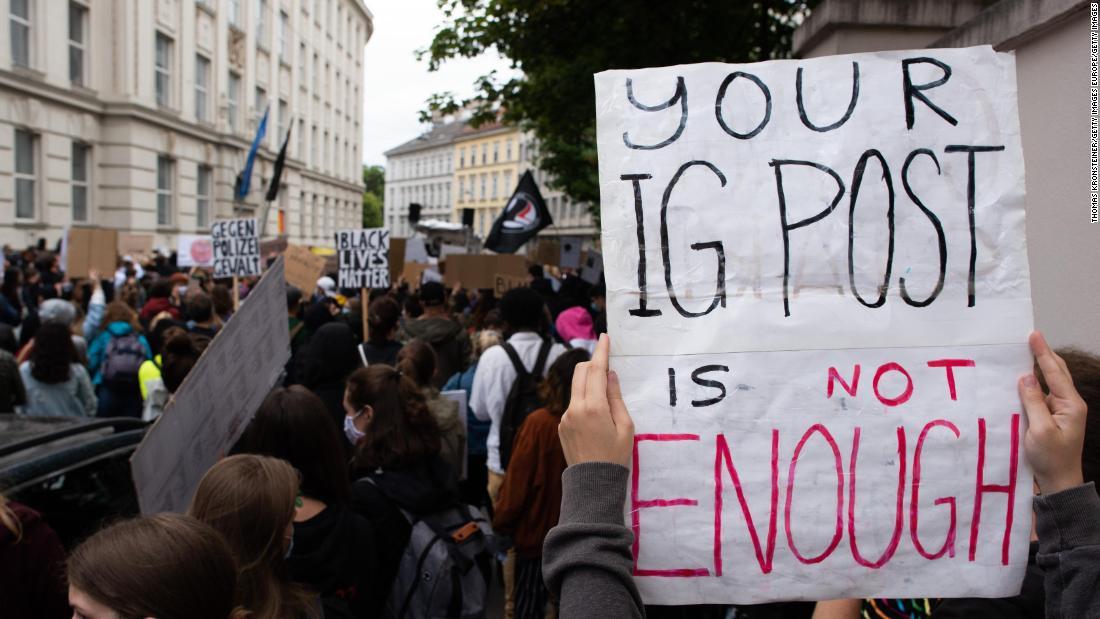 YOUR
IG POST
IS NOT
ENOUGH
GEGEN
POLIZEI
GEWALT
BLACK
LIVES
MATTER
THOMAS KRONSTEINER/GETTY IMAGES EUROPE/GETTY IMAGES